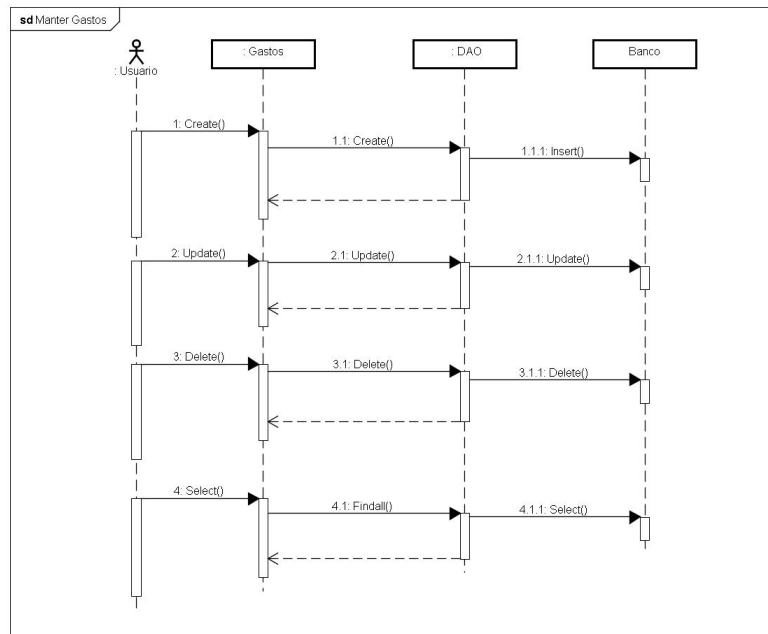 sd Manter Gastos
: Usuario
: Gastos
: DAO
Banco
1: Create()
1.1: Create()
1.1.1: Insert()
2: Update()
2.1: Update()
2.1.1: Update()
3: Delete()
3.1: Delete()
3.1.1: Delete()
4: Select()
4.1: Findall()
4.1.1: Select()